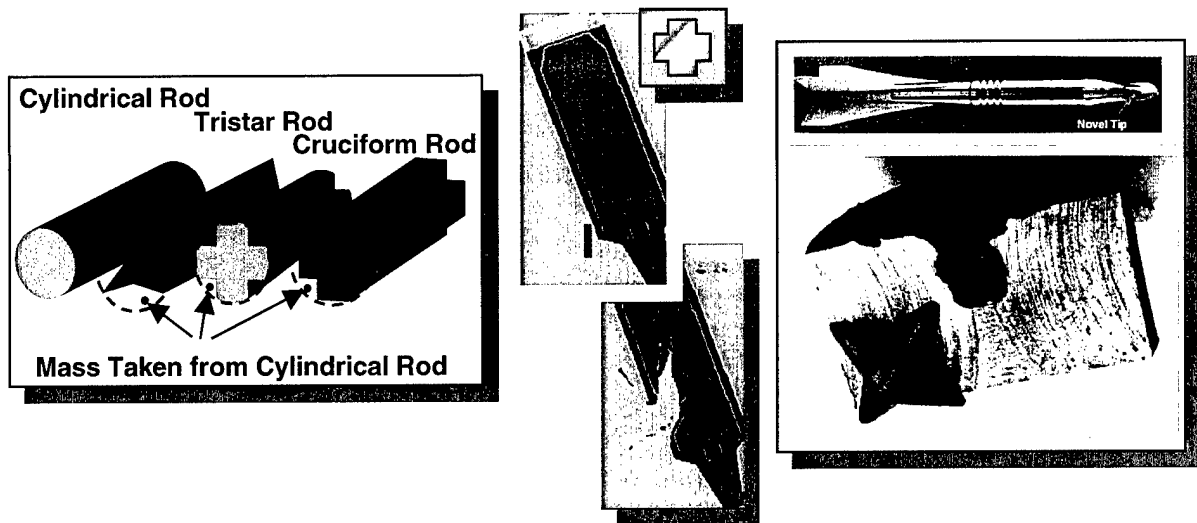 Cylindrical Rod
Tristar Rod
Cruciform Rod
Mass Taken from Cylindrical Rod
Novel Tip